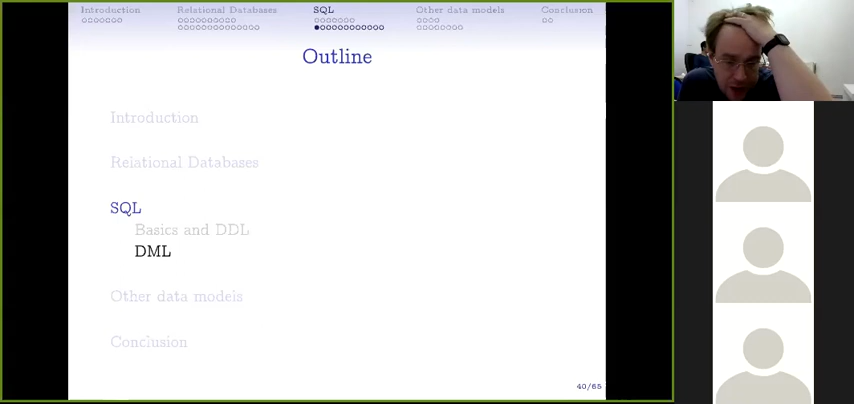 Introduction Relational Databases SQL Other data models Conclusion
Outline
Introduction
Relational Databases
SQL
Basics and DDL
DML
Other data models
Conclusion
40/65